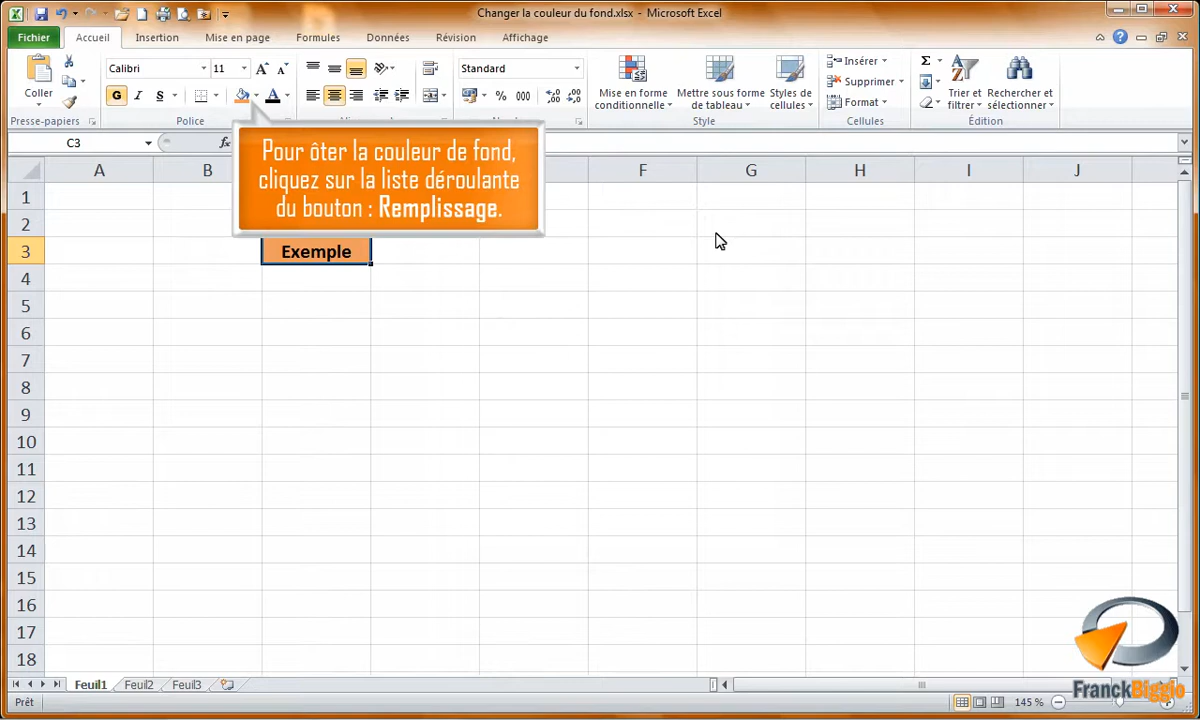 Changer la couleur du fond.xlsx - Microsoft Excel
Fichier Accueil Insertion Mise en page Formules Données Révision Affichage
Coller
Calibri 11
G I S
Standard
% 000
Mise en forme conditionnelle
Mettre sous forme de tableau
Styles de cellules
Insérer
Supprimer
Format
Σ
Trier et filtrer
Rechercher et sélectionner
Presse-papiers Police Style Cellules Édition
C3 fx
Pour ôter la couleur de fond,
cliquez sur la liste déroulante
du bouton : Remplissage.
A B F G H I J
1
2
3 Exemple
4
5
6
7
8
9
10
11
12
13
14
15
16
17
18
Feuil1 Feuil2 Feuil3
FranckBiggio
Prêt 145 %